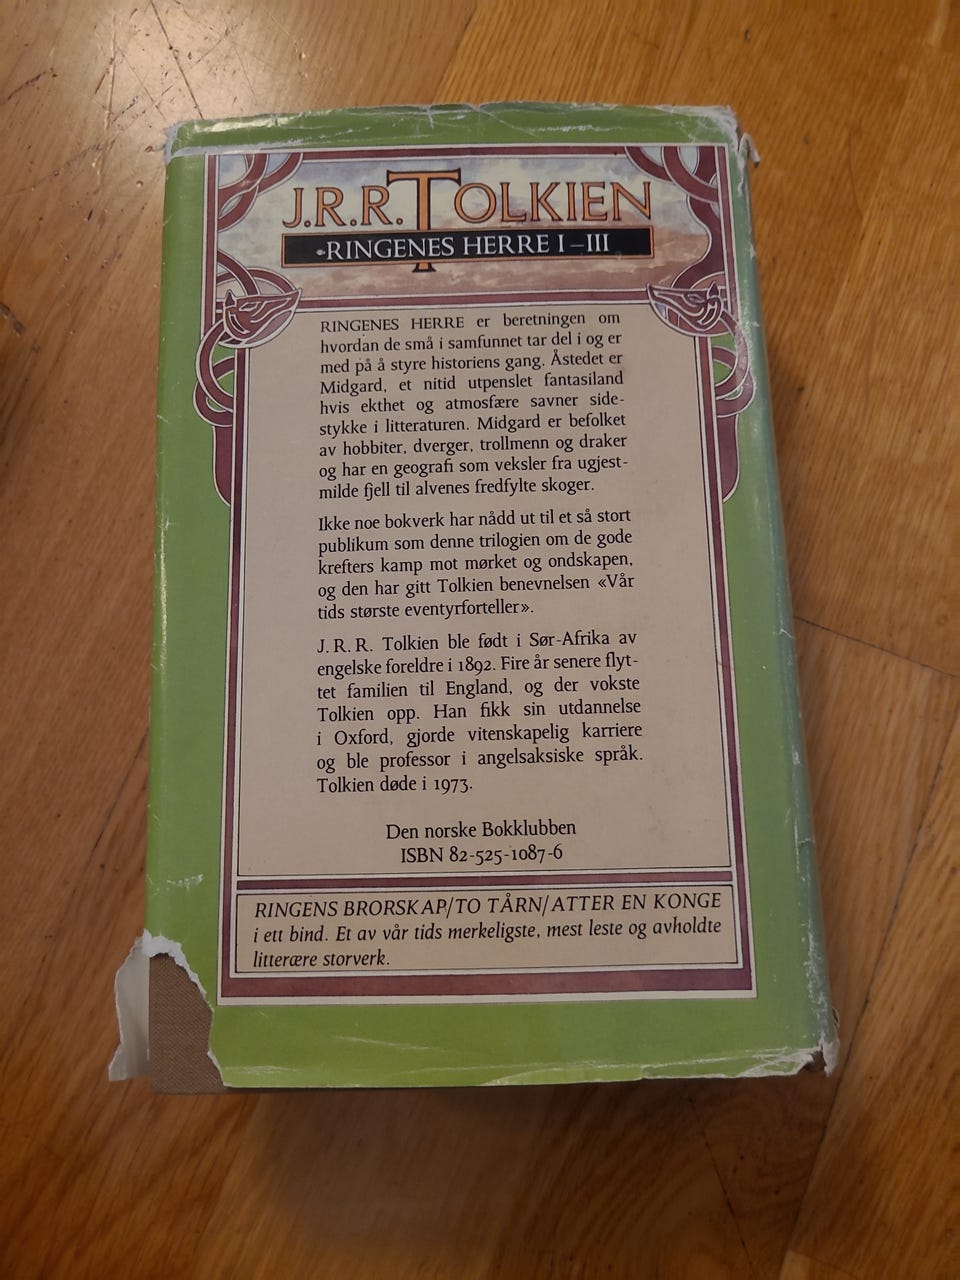 J.R.R. TOLKIEN
•RINGENES HERRE I–III
RINGENES HERRE er beretningen om
hvordan de små i samfunnet tar del i og er
med på å styre historiens gang. Åstedet er
Midgard, et nitid utpenslet fantasiland
hvis ekthet og atmosfære savner side-
stykke i litteraturen. Midgard er befolket
av hobbiter, dverger, trollmenn og draker
og har en geografi som veksler fra ugjest-
milde fjell til alvenes fredfylte skoger.
Ikke noe bokverk har nådd ut til et så stort
publikum som denne trilogien om de gode
krefters kamp mot mørket og ondskapen,
og den har gitt Tolkien benevnelsen «Vår
tids største eventyrforteller».
J. R. R. Tolkien ble født i Sør-Afrika av
engelske foreldre i 1892. Fire år senere flyt-
tet familien til England, og der vokste
Tolkien opp. Han fikk sin utdannelse
i Oxford, gjorde vitenskapelig karriere
og ble professor i angelsaksiske språk.
Tolkien døde i 1973.
Den norske Bokklubben
ISBN 82-525-1087-6
RINGENS BRORSKAP/TO TÅRN/ATTER EN KONGE
i ett bind. Et av vår tids merkeligste, mest leste og avholdte
litterære storverk.